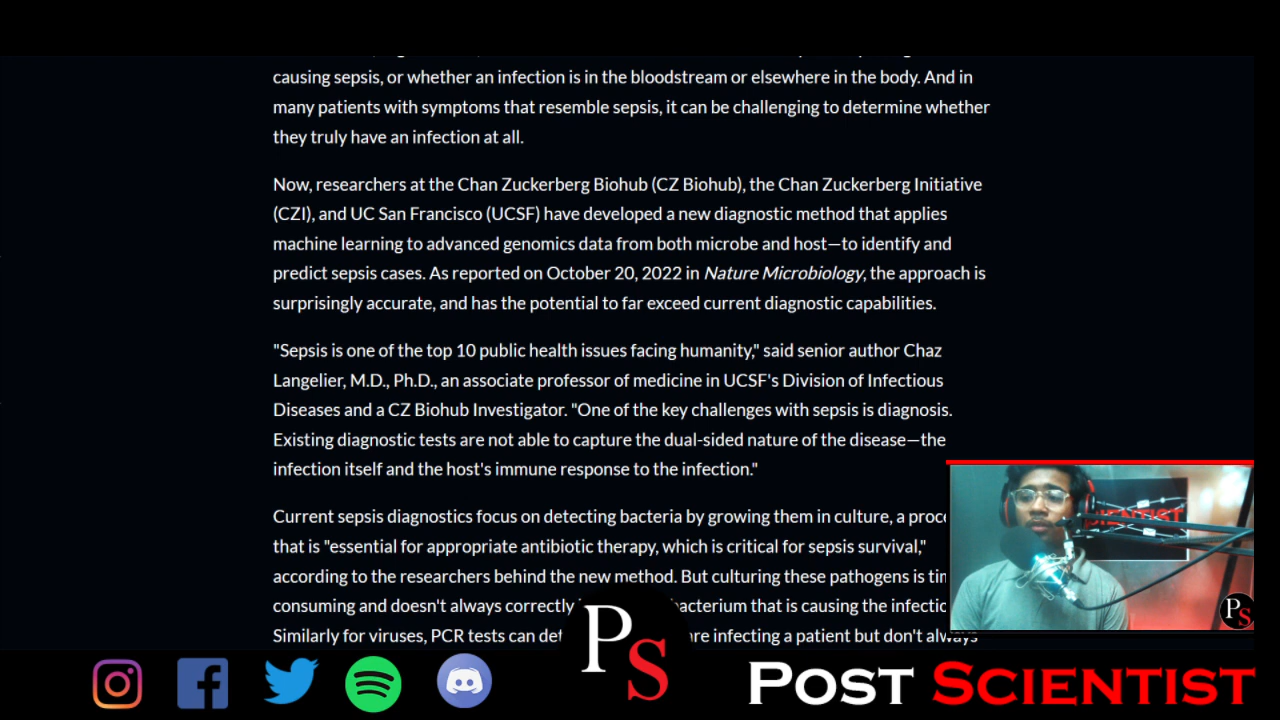 causing sepsis, or whether an infection is in the bloodstream or elsewhere in the body. And in
many patients with symptoms that resemble sepsis, it can be challenging to determine whether
they truly have an infection at all.
Now, researchers at the Chan Zuckerberg Biohub (CZ Biohub), the Chan Zuckerberg Initiative
(CZI), and UC San Francisco (UCSF) have developed a new diagnostic method that applies
machine learning to advanced genomics data from both microbe and host—to identify and
predict sepsis cases. As reported on October 20, 2022 in Nature Microbiology, the approach is
surprisingly accurate, and has the potential to far exceed current diagnostic capabilities.
"Sepsis is one of the top 10 public health issues facing humanity," said senior author Chaz
Langelier, M.D., Ph.D., an associate professor of medicine in UCSF's Division of Infectious
Diseases and a CZ Biohub Investigator. "One of the key challenges with sepsis is diagnosis.
Existing diagnostic tests are not able to capture the dual-sided nature of the disease—the
infection itself and the host's immune response to the infection."
Current sepsis diagnostics focus on detecting bacteria by growing them in culture, a
that is "essential for appropriate antibiotic therapy, which is critical for sepsis survival,"
according to the researchers behind the new method. But culturing these pathogens is
consuming and doesn't always correctly bacterium that is causing the
Similarly for viruses, PCR tests can infecting a patient but don't always
PS
PS
POST SCIENTIST